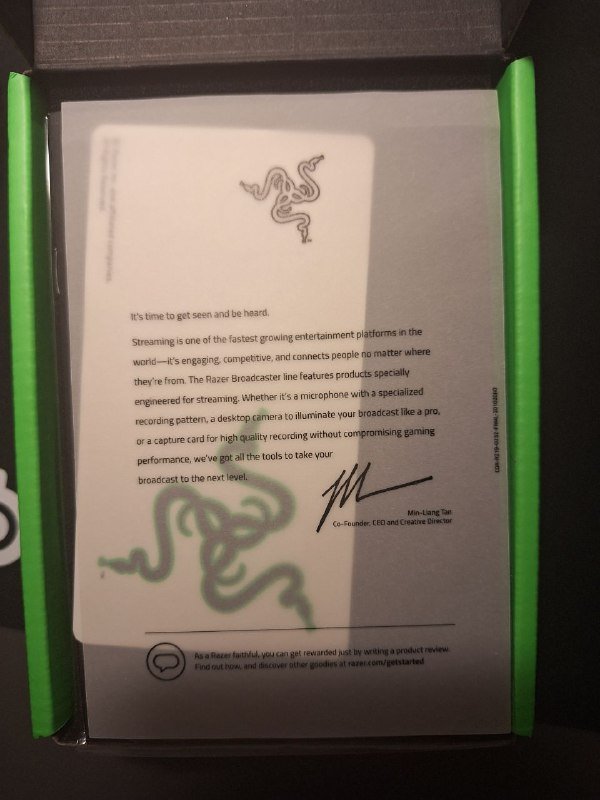 It's time to get seen and be heard.
Streaming is one of the fastest growing entertainment platforms in the
world—it's engaging, competitive, and connects people no matter where
they're from. The Razer Broadcaster line features products specially
engineered for streaming. Whether it's a microphone with a specialized
recording pattern, a desktop camera to illuminate your broadcast like a pro,
or a capture card for high quality recording without compromising gaming
performance, we've got all the tools to take your
broadcast to the next level.
Min-Liang Tan
Co-Founder, CEO and Creative Director
As a Razer faithful, you can get rewarded just by writing a product review.
Find out how, and discover other goodies at razer.com/getstarted